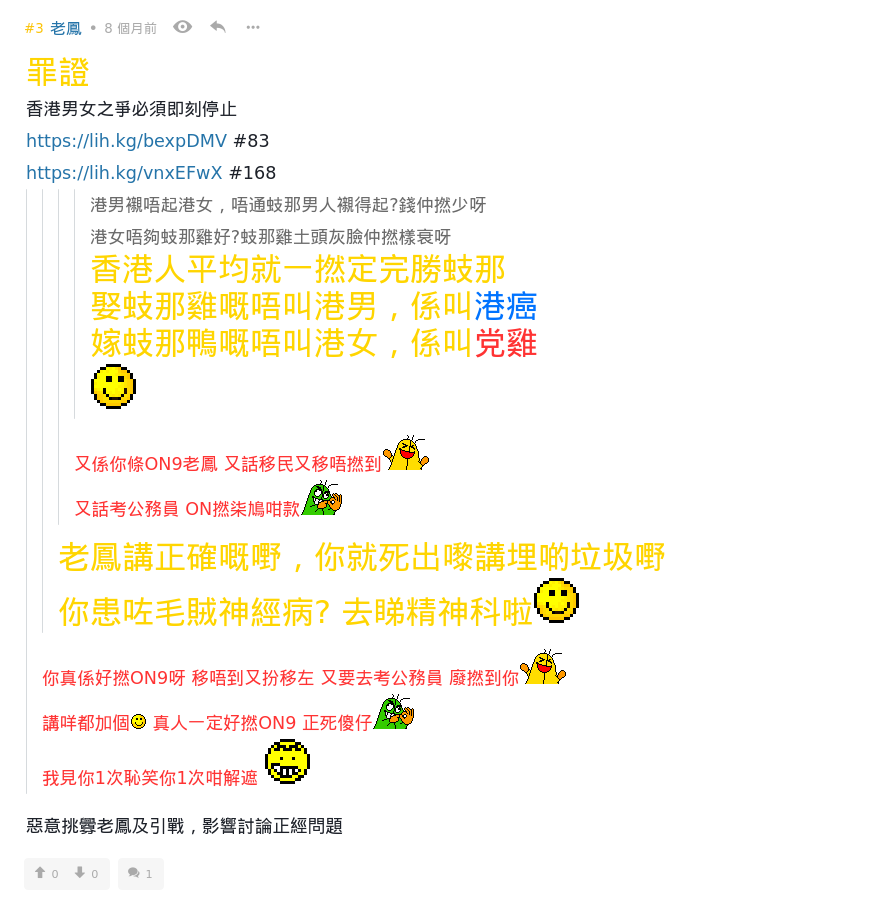 #3 老鳳 • 8 個月前
罪證
香港男女之爭必須即刻停止
https://lih.kg/bexpDMV #83
https://lih.kg/vnxEFwX #168
港男襯唔起港女，唔通蚑那男人襯得起?錢仲撚少呀
港女唔夠蚑那雞好?蚑那雞土頭灰臉仲撚樣衰呀
香港人平均就一撚定完勝蚑那
娶蚑那雞嘅唔叫港男，係叫港癌
嫁蚑那鴨嘅唔叫港女，係叫党雞
又係你條ON9老鳳 又話移民又移唔撚到
又話考公務員 ON撚柒鳩咁款
老鳳講正確嘅嘢，你就死出嚟講埋啲垃圾嘢
你患咗毛賊神經病? 去睇精神科啦
你真係好撚ON9呀 移唔到又扮移左 又要去考公務員 廢撚到你
講咩都加個 真人一定好撚ON9 正死傻仔
我見你1次恥笑你1次咁解遮
惡意挑釁老鳳及引戰，影響討論正經問題
0 0 1